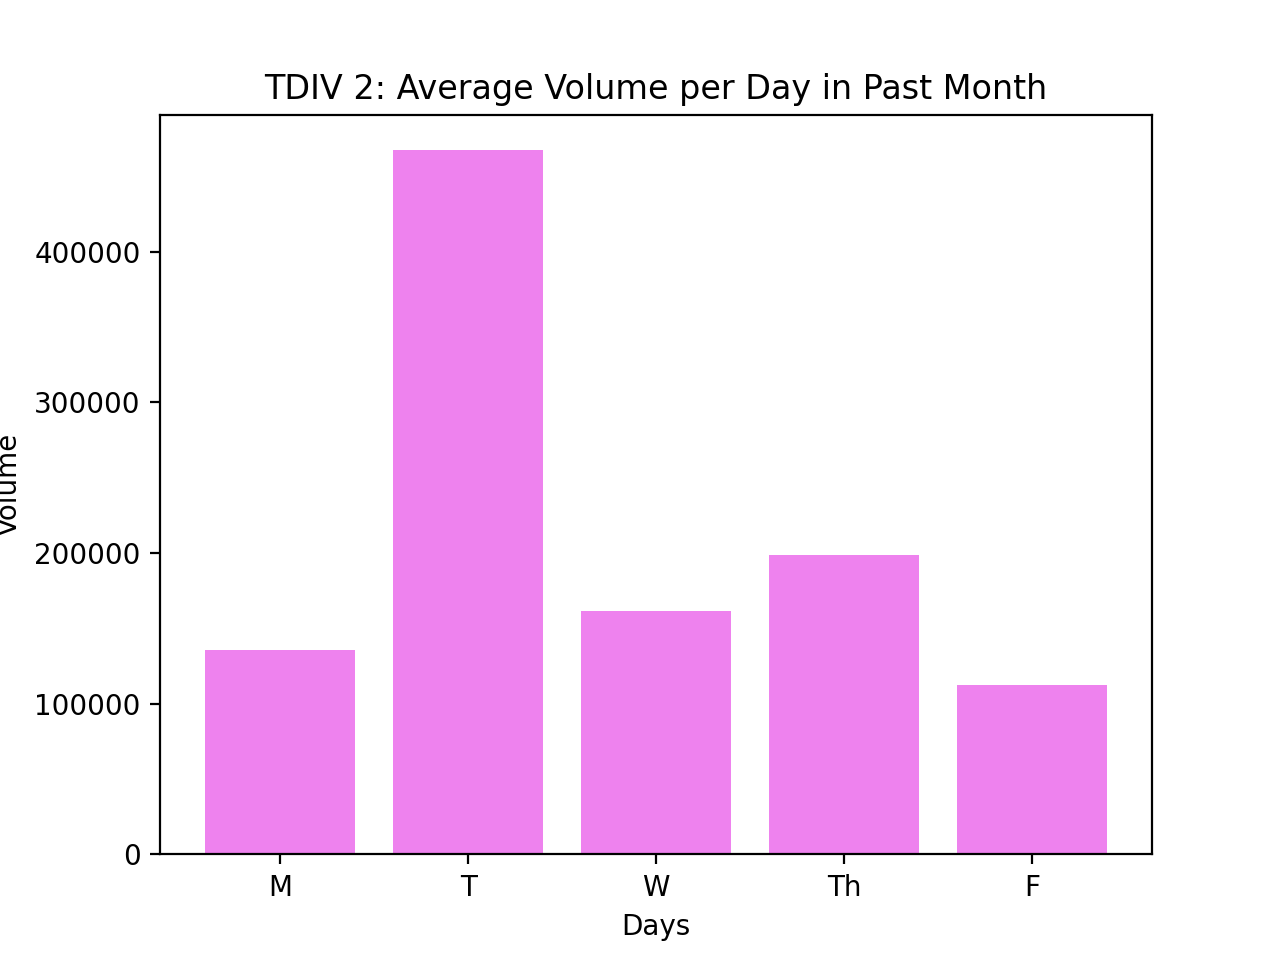 TDIV 2: Average Volume per Day in Past Month
400000
300000
200000
100000
0
Volume
M T W Th F
Days